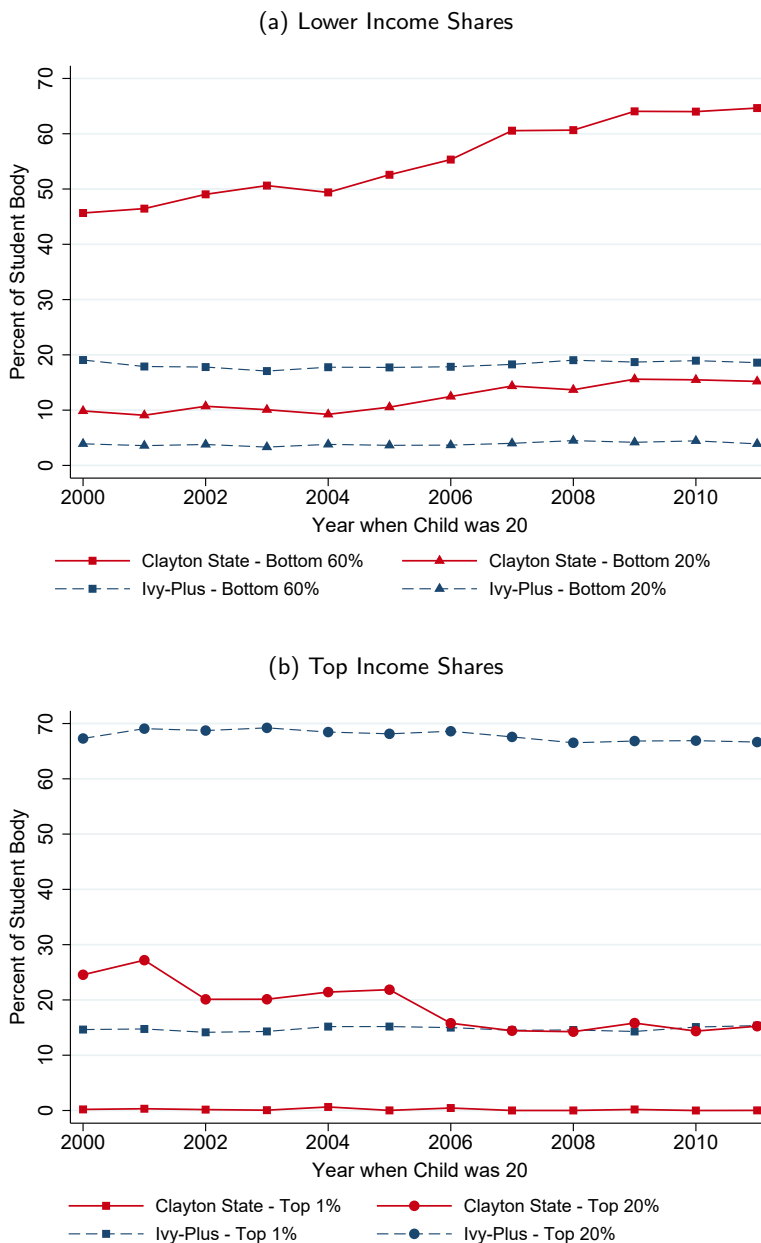 (a) Lower Income Shares
Percent of Student Body
70
60
50
40
30
20
10
0
2000 2002 2004 2006 2008 2010
Year when Child was 20
Clayton State - Bottom 60% Clayton State - Bottom 20%
Ivy-Plus - Bottom 60% Ivy-Plus - Bottom 20%
(b) Top Income Shares
Percent of Student Body
70
60
50
40
30
20
10
0
2000 2002 2004 2006 2008 2010
Year when Child was 20
Clayton State - Top 1% Clayton State - Top 20%
Ivy-Plus - Top 1% Ivy-Plus - Top 20%